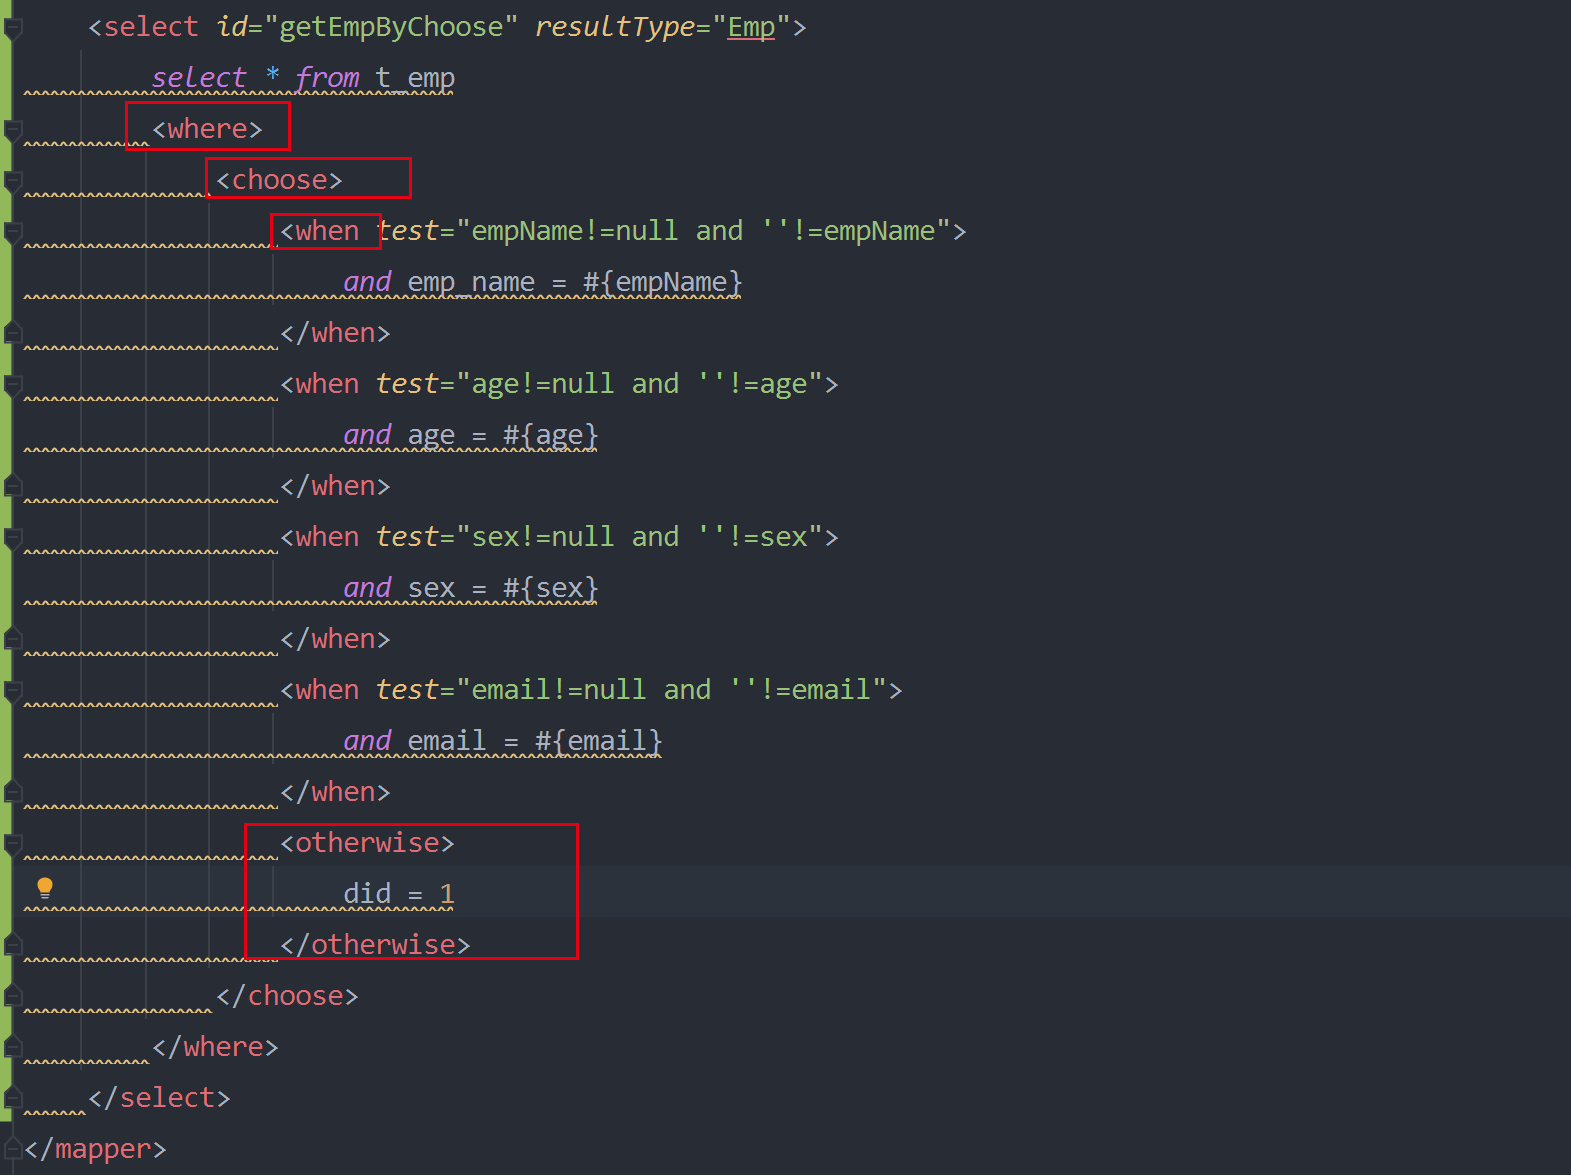 <select id="getEmpByChoose" resultType="Emp">
select * from t_emp
<where>
<choose>
<when test="empName!=null and ''!=empName">
and emp_name = #{empName}
</when>
<when test="age!=null and ''!=age">
and age = #{age}
</when>
<when test="sex!=null and ''!=sex">
and sex = #{sex}
</when>
<when test="email!=null and ''!=email">
and email = #{email}
</when>
<otherwise>
did = 1
</otherwise>
</choose>
</where>
</select>
</mapper>